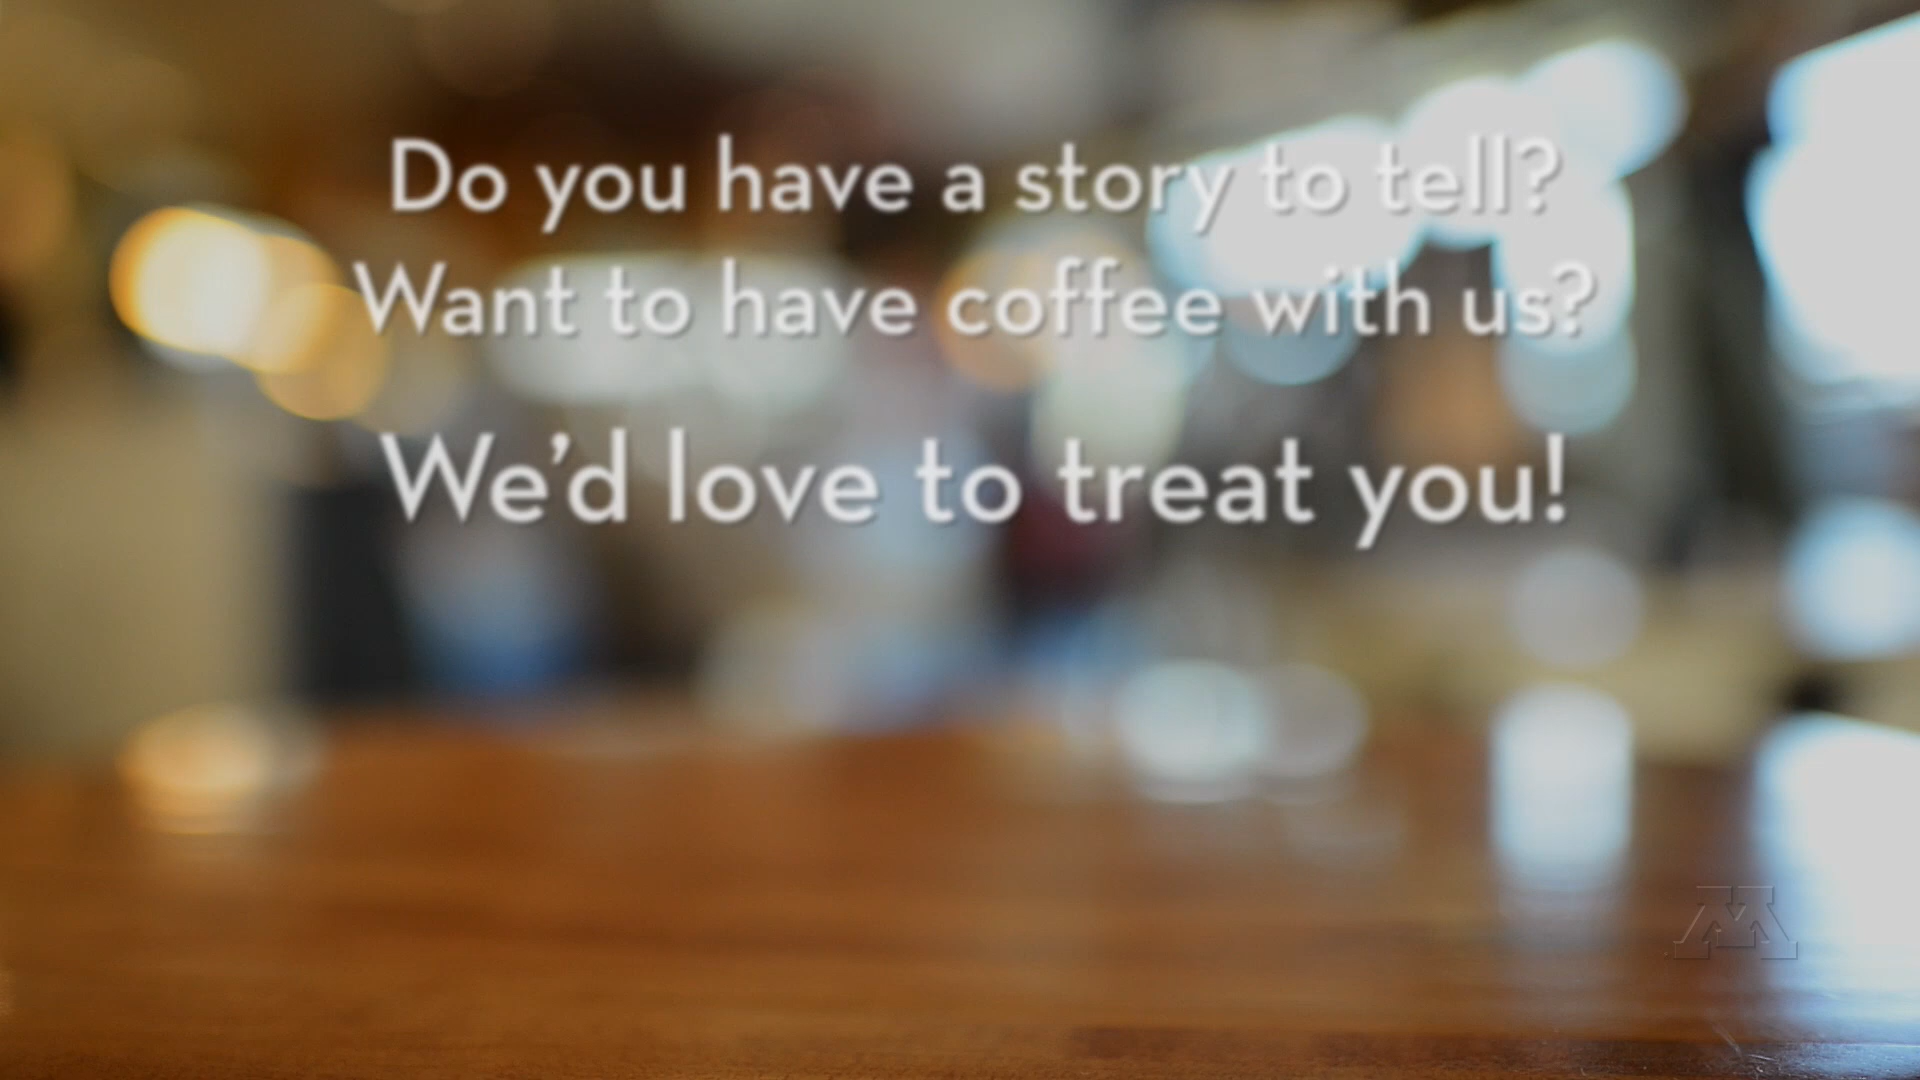 Do you have a story to tell?
Want to have coffee with us?
We’d love to treat you!
M